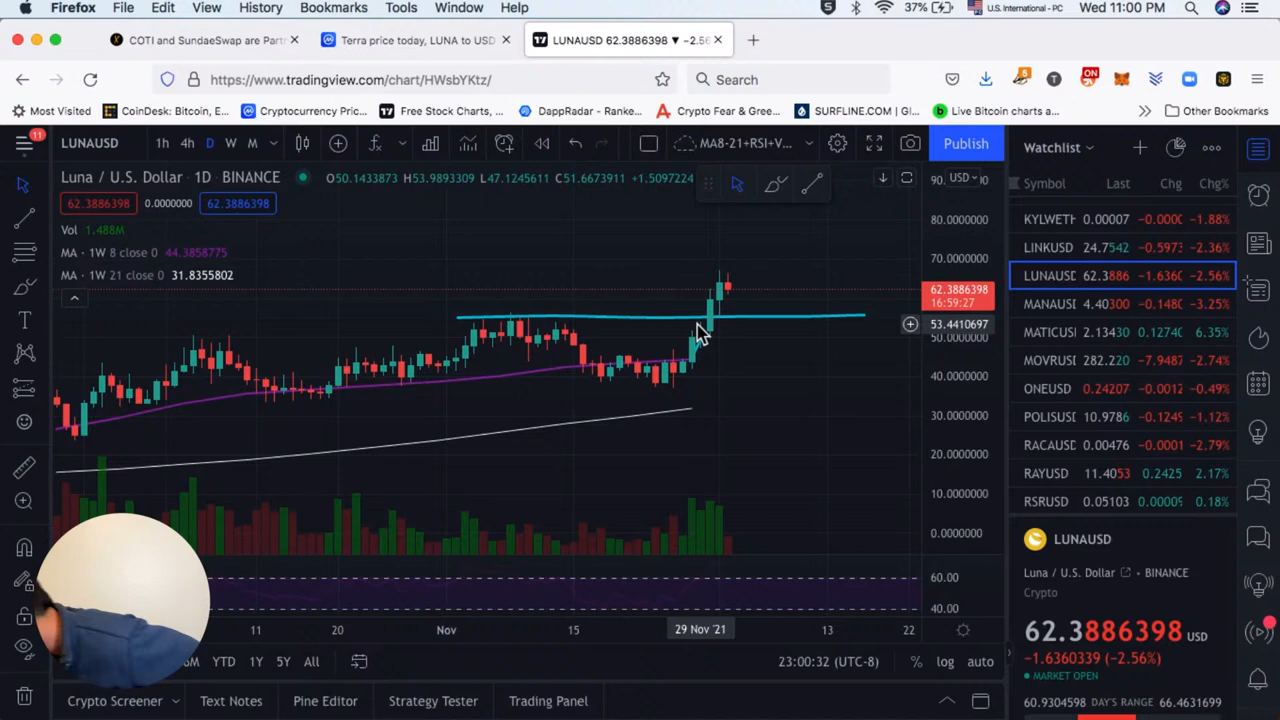 Firefox File Edit View History Bookmarks Tools Window Help 37% U.S. International - PC Wed 11:00 PM
COTI and SundaeSwap are Part × Terra price today, LUNA to USD × LUNAUSD 62.3886398 ▼ −2.56 × +
https://www.tradingview.com/chart/HWsbYKtz/ Search 8 T ON
Most Visited CoinDesk: Bitcoin, E... Cryptocurrency Pric... Free Stock Charts, ... DappRadar - Ranke... Crypto Fear & Gree... SURFLINE.COM | Gl... Live Bitcoin charts a... Other Bookmarks
11 LUNAUSD 1h 4h D W M MA8-21+RSI+V... Publish Watchlist
Luna / U.S. Dollar · 1D · BINANCE O50.1433873 H53.9893309 L47.1245611 C51.6673911 +1.5097224 USD
Symbol Last Chg Chg%
62.3886398 0.0000000 62.3886398
Vol 1.488M
MA · 1W 8 close 0 44.3858775
MA · 1W 21 close 0 31.8355802
90.
80.0000000
70.0000000
62.3886398
16:59:27
53.4410697
50.0000000
40.0000000
30.0000000
20.0000000
10.0000000
0.0000000
60.00
40.00
KYLWETH 0.00007 −0.0000 −1.88%
LINKUSD 24.7542 −0.5973 −2.36%
LUNAUSD 62.3886 −1.6360 −2.56%
MANAUSD 4.40300 −0.1480 −3.25%
MATICUSD 2.13430 0.12740 6.35%
MOVRUSD 282.220 −7.9487 −2.74%
ONEUSD 0.24207 −0.0012 −0.49%
POLISUSD 10.9786 −0.1249 −1.12%
RACAUSD 0.00476 −0.0001 −2.79%
RAYUSD 11.4053 0.2425 2.17%
RSRUSD 0.05103 0.00009 0.18%
LUNAUSD
Luna / U.S. Dollar · BINANCE
Crypto
62.3886398 USD
−1.6360339 (−2.56%)
MARKET OPEN
60.9304598 DAY'S RANGE 66.4631699
11 20 Nov 15 29 Nov '21 13 22
6M YTD 1Y 5Y All 23:00:32 (UTC-8) % log auto
Crypto Screener Text Notes Pine Editor Strategy Tester Trading Panel